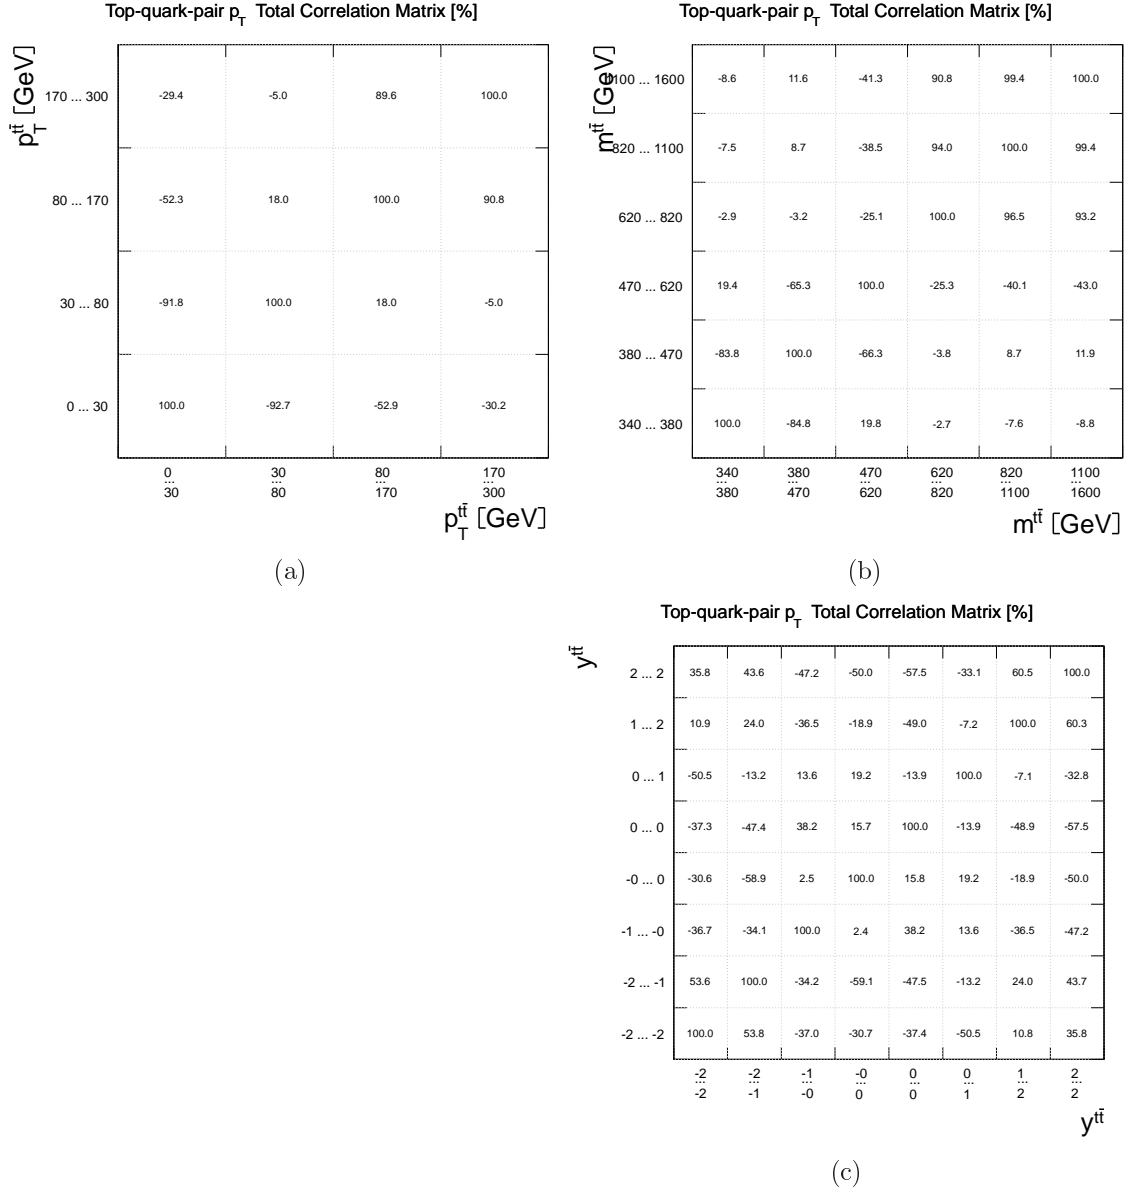 Top-quark-pair p_T Total Correlation Matrix [%]
p_T^{tt̄} [GeV]
170 ... 300 -29.4 -5.0 89.6 100.0
80 ... 170 -52.3 18.0 100.0 90.8
30 ... 80 -91.8 100.0 18.0 -5.0
0 ... 30 100.0 -92.7 -52.9 -30.2
0 30 80 170
... ... ... ...
30 80 170 300
p_T^{tt̄} [GeV]
(a)
Top-quark-pair p_T Total Correlation Matrix [%]
m^{tt̄} [GeV]
1100 ... 1600 -8.6 11.6 -41.3 90.8 99.4 100.0
820 ... 1100 -7.5 8.7 -38.5 94.0 100.0 99.4
620 ... 820 -2.9 -3.2 -25.1 100.0 96.5 93.2
470 ... 620 19.4 -65.3 100.0 -25.3 -40.1 -43.0
380 ... 470 -83.8 100.0 -66.3 -3.8 8.7 11.9
340 ... 380 100.0 -84.8 19.8 -2.7 -7.6 -8.8
340 380 470 620 820 1100
... ... ... ... ... ...
380 470 620 820 1100 1600
m^{tt̄} [GeV]
(b)
Top-quark-pair p_T Total Correlation Matrix [%]
y^{tt̄}
2 ... 2 35.8 43.6 -47.2 -50.0 -57.5 -33.1 60.5 100.0
1 ... 2 10.9 24.0 -36.5 -18.9 -49.0 -7.2 100.0 60.3
0 ... 1 -50.5 -13.2 13.6 19.2 -13.9 100.0 -7.1 -32.8
0 ... 0 -37.3 -47.4 38.2 15.7 100.0 -13.9 -48.9 -57.5
-0 ... 0 -30.6 -58.9 2.5 100.0 15.8 19.2 -18.9 -50.0
-1 ... -0 -36.7 -34.1 100.0 2.4 38.2 13.6 -36.5 -47.2
-2 ... -1 53.6 100.0 -34.2 -59.1 -47.5 -13.2 24.0 43.7
-2 ... -2 100.0 53.8 -37.0 -30.7 -37.4 -50.5 10.8 35.8
-2 -2 -1 -0 0 0 1 2
... ... ... ... ... ... ... ...
-2 -1 -0 0 0 1 2 2
y^{tt̄}
(c)